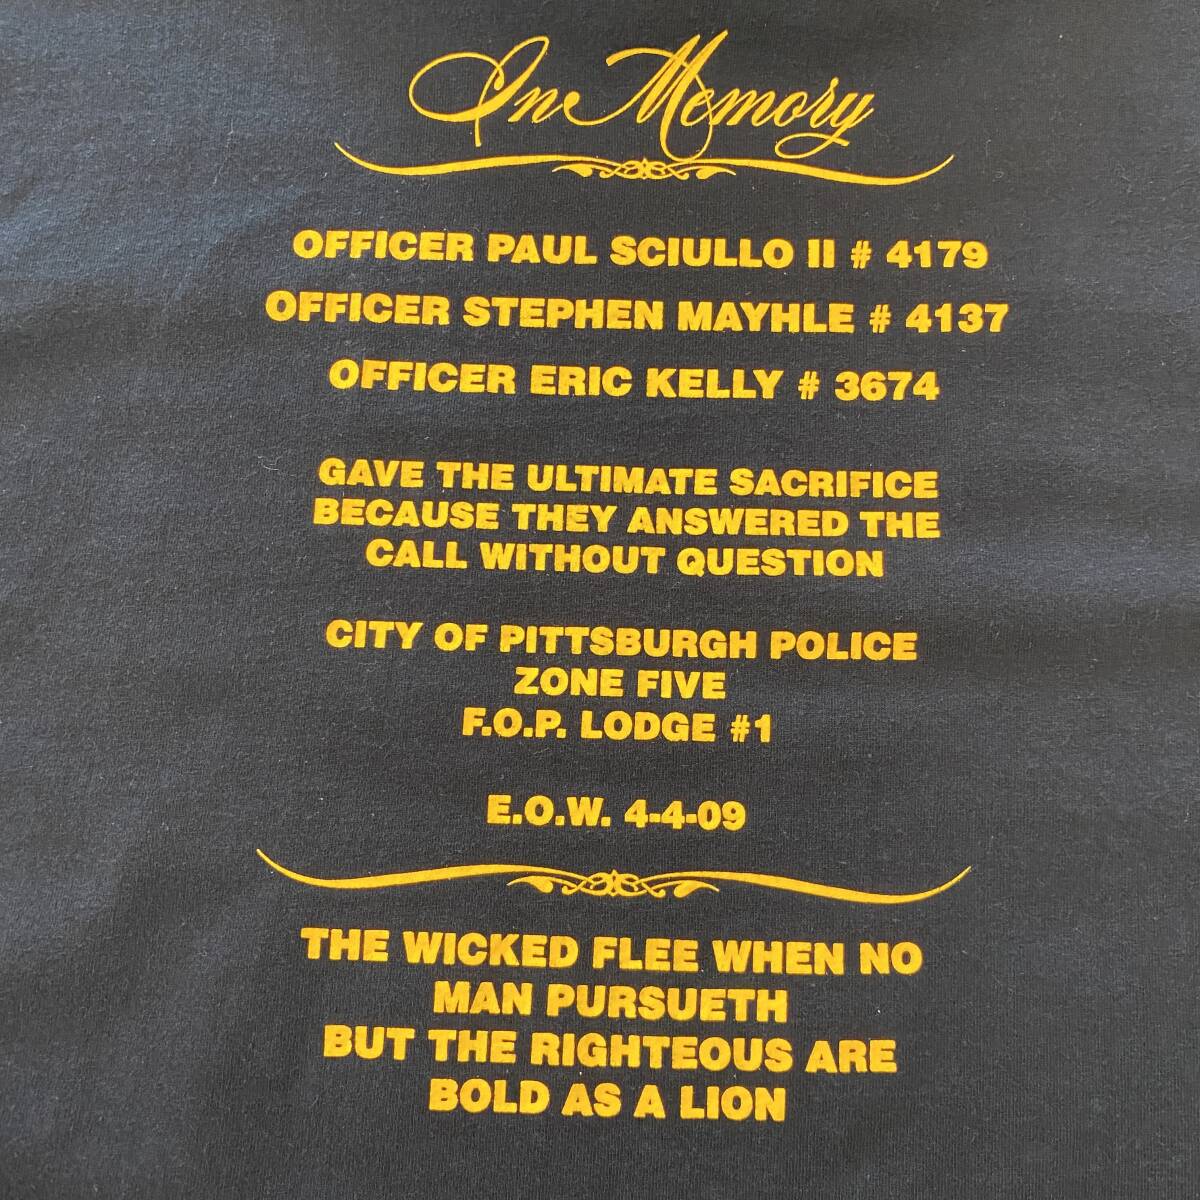 In Memory
OFFICER PAUL SCIULLO II # 4179
OFFICER STEPHEN MAYHLE # 4137
OFFICER ERIC KELLY # 3674
GAVE THE ULTIMATE SACRIFICE
BECAUSE THEY ANSWERED THE
CALL WITHOUT QUESTION
CITY OF PITTSBURGH POLICE
ZONE FIVE
F.O.P. LODGE #1
E.O.W. 4-4-09
THE WICKED FLEE WHEN NO
MAN PURSUETH
BUT THE RIGHTEOUS ARE
BOLD AS A LION